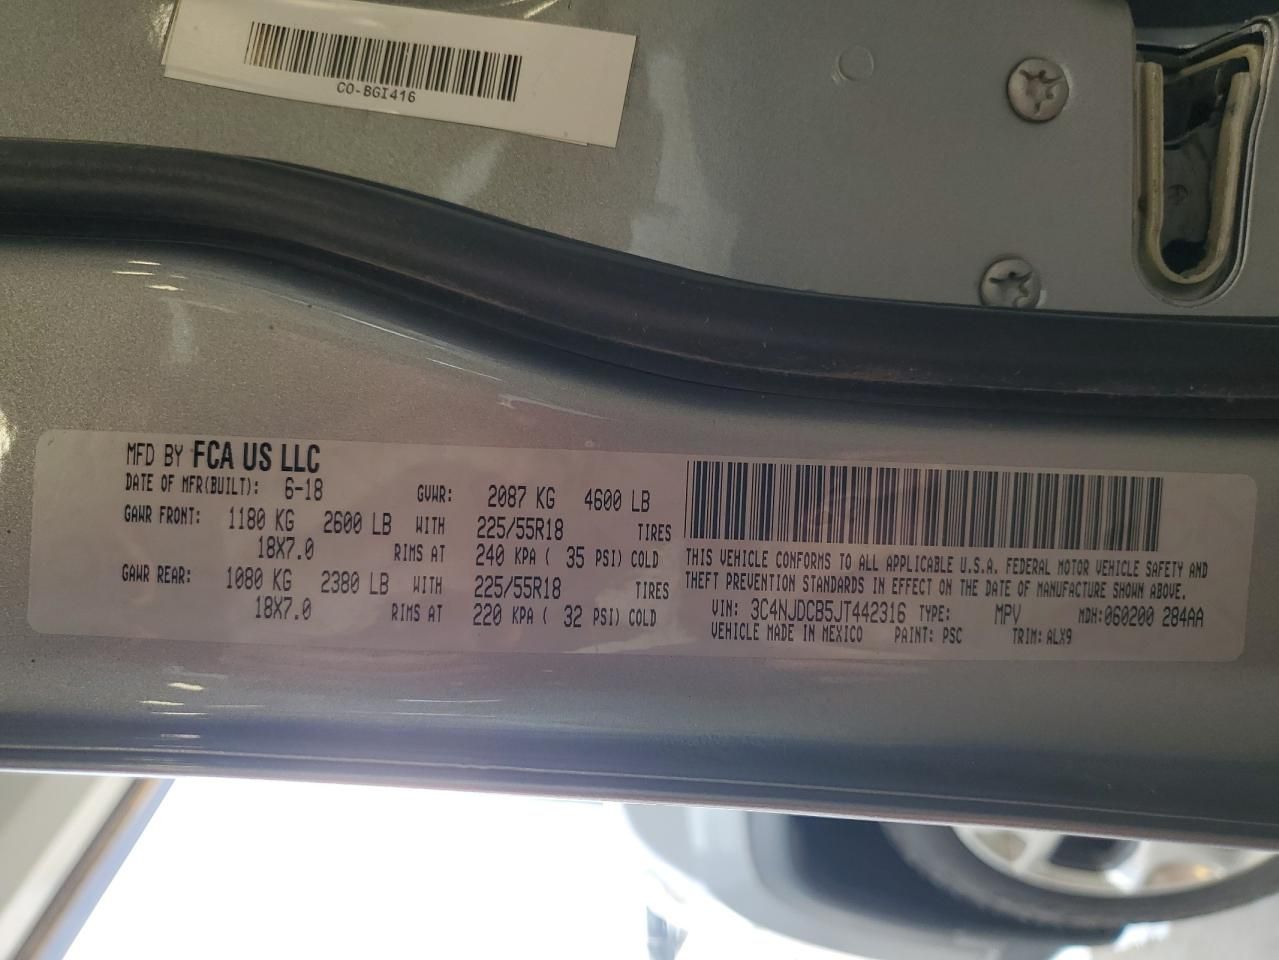 CO-BGI416
MFD BY FCA US LLC
DATE OF MFR(BUILT): 6-18 GVWR: 2087 KG 4600 LB
GAWR FRONT: 1180 KG 2600 LB WITH 225/55R18 TIRES
18X7.0 RIMS AT 240 KPA ( 35 PSI) COLD
GAWR REAR: 1080 KG 2380 LB WITH 225/55R18 TIRES
18X7.0 RIMS AT 220 KPA ( 32 PSI) COLD
THIS VEHICLE CONFORMS TO ALL APPLICABLE U.S.A. FEDERAL MOTOR VEHICLE SAFETY AND
THEFT PREVENTION STANDARDS IN EFFECT ON THE DATE OF MANUFACTURE SHOWN ABOVE.
VIN: 3C4NJDCB5JT442316 TYPE: MPV MDH:060200 284AA
VEHICLE MADE IN MEXICO PAINT: PSC TRIM: ALX9